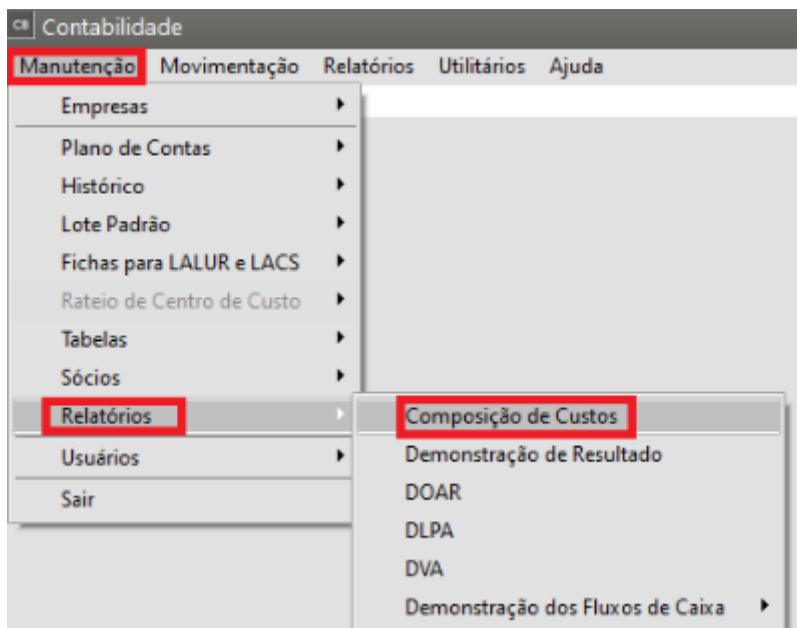 CB Contabilidade
Manutenção Movimentação Relatórios Utilitários Ajuda
Empresas
Plano de Contas
Histórico
Lote Padrão
Fichas para LALUR e LACS
Rateio de Centro de Custo
Tabelas
Sócios
Relatórios
Usuários
Sair
Composição de Custos
Demonstração de Resultado
DOAR
DLPA
DVA
Demonstração dos Fluxos de Caixa